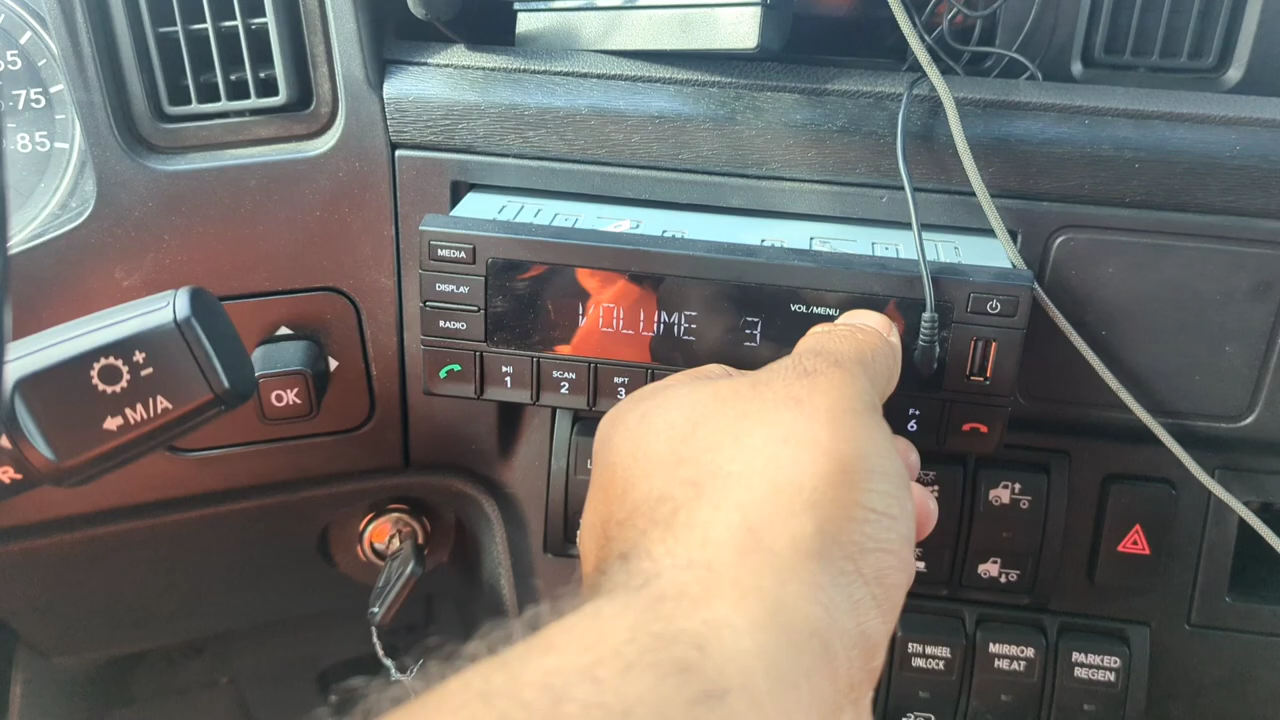 65
75
85
MEDIA
DISPLAY
RADIO
VOLUME 3
VOL/MENU
1
SCAN
2
RPT
3
F+
6
+
-
M/A
OK
R
5TH WHEEL
UNLOCK
MIRROR
HEAT
PARKED
REGEN